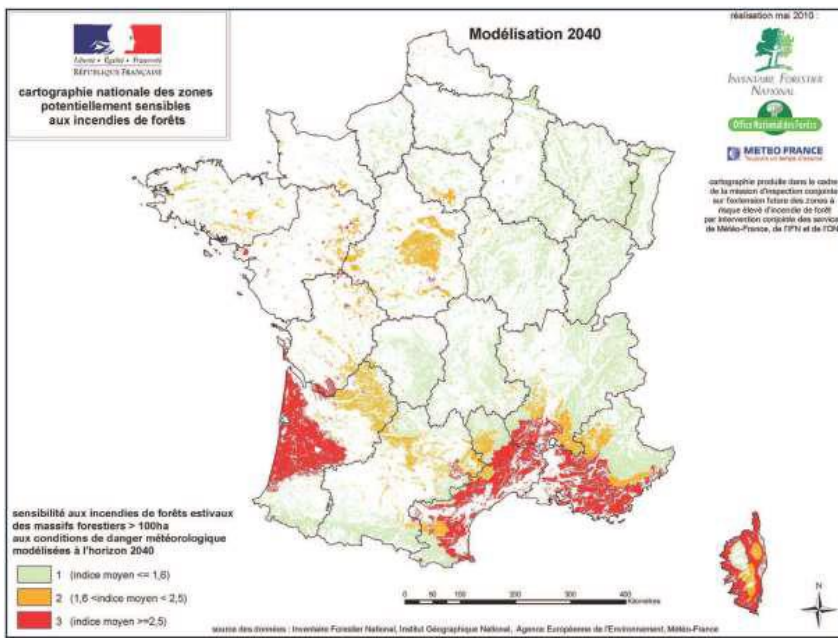 Modélisation 2040
Liberté • Égalité • Fraternité
RÉPUBLIQUE FRANÇAISE
cartographie nationale des zones
potentiellement sensibles
aux incendies de forêts
réalisation mai 2010 :
INVENTAIRE FORESTIER
NATIONAL
Office National des Forêts
METEO FRANCE
Toujours un temps d'avance
cartographie produite dans le cadre
de la mission d'inspection conjointe
sur l'extension future des zones à
risque élevé d'incendie de forêt
par intervention conjointe des service
de Météo-France, de l'IFN et de l'ON
sensibilité aux incendies de forêts estivaux
des massifs forestiers > 100ha
aux conditions de danger météorologique
modélisées à l'horizon 2040
1 (indice moyen <= 1,6)
2 (1,6 <indice moyen < 2,5)
3 (indice moyen >=2,5)
0 100 200 300 400
Kilomètres
N
source des données : Inventaire Forestier National, Institut Géographique National, Agence Européenne de l'Environnement, Météo-France